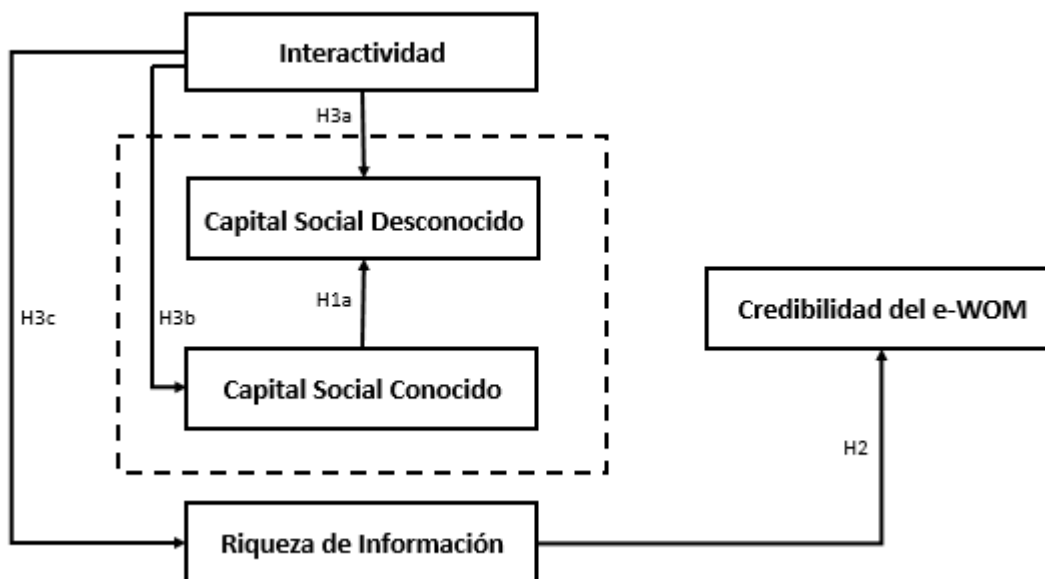 Interactividad
H3a
Capital Social Desconocido
H1a
Credibilidad del e-WOM
H3c
H3b
Capital Social Conocido
H2
Riqueza de Información